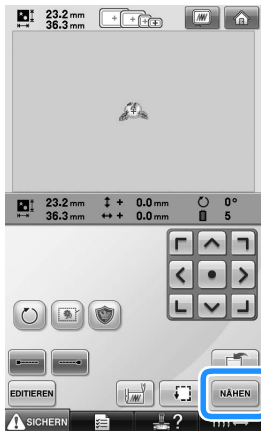 23.2 mm
36.3 mm
23.2 mm + 0.0 mm 0°
36.3 mm + 0.0 mm 5
EDITIEREN NÄHEN
SICHERN ?